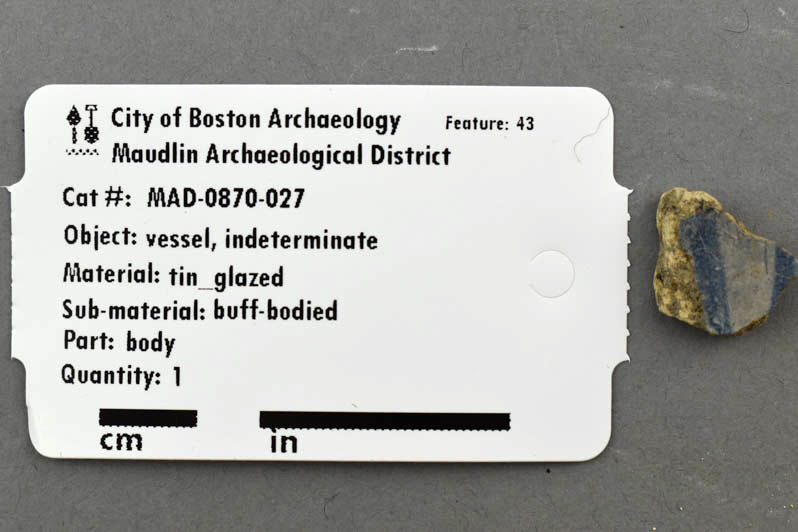 City of Boston Archaeology Feature: 43
Maudlin Archaeological District
Cat #: MAD-0870-027
Object: vessel, indeterminate
Material: tin_glazed
Sub-material: buff-bodied
Part: body
Quantity: 1
cm in